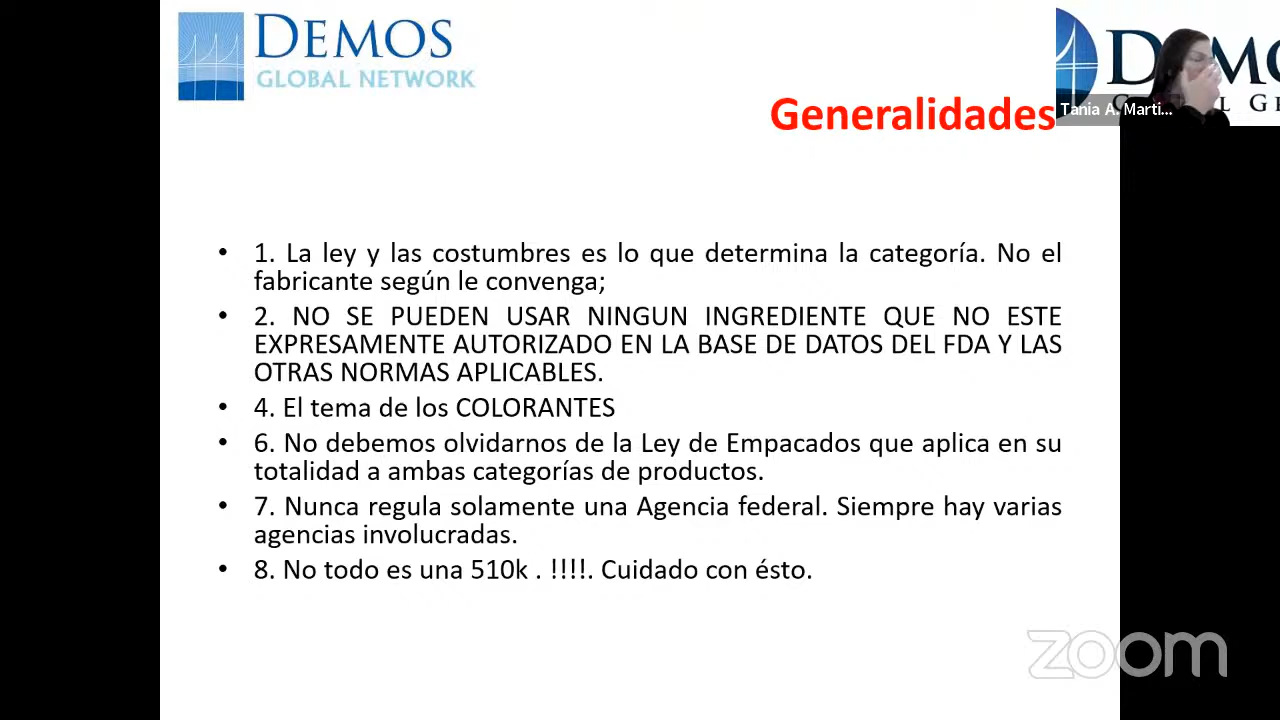 DEMOS
GLOBAL NETWORK
Generalidades
Tania A. Marti...
• 1. La ley y las costumbres es lo que determina la categoría. No el
fabricante según le convenga;
• 2. NO SE PUEDEN USAR NINGUN INGREDIENTE QUE NO ESTE
EXPRESAMENTE AUTORIZADO EN LA BASE DE DATOS DEL FDA Y LAS
OTRAS NORMAS APLICABLES.
• 4. El tema de los COLORANTES
• 6. No debemos olvidarnos de la Ley de Empacados que aplica en su
totalidad a ambas categorías de productos.
• 7. Nunca regula solamente una Agencia federal. Siempre hay varias
agencias involucradas.
• 8. No todo es una 510k . !!!!. Cuidado con ésto.
zoom